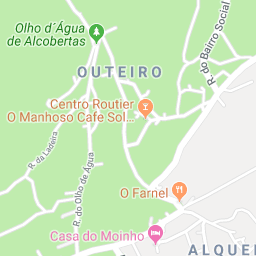 Olho d´Água
de Alcobertas
OUTEIRO
R. do Bairro Social
Centro Routier
O Manhoso Cafe Sol...
R. da Ladeira
R. do Olho de Água
O Farnel
Casa do Moinho
ALQUE